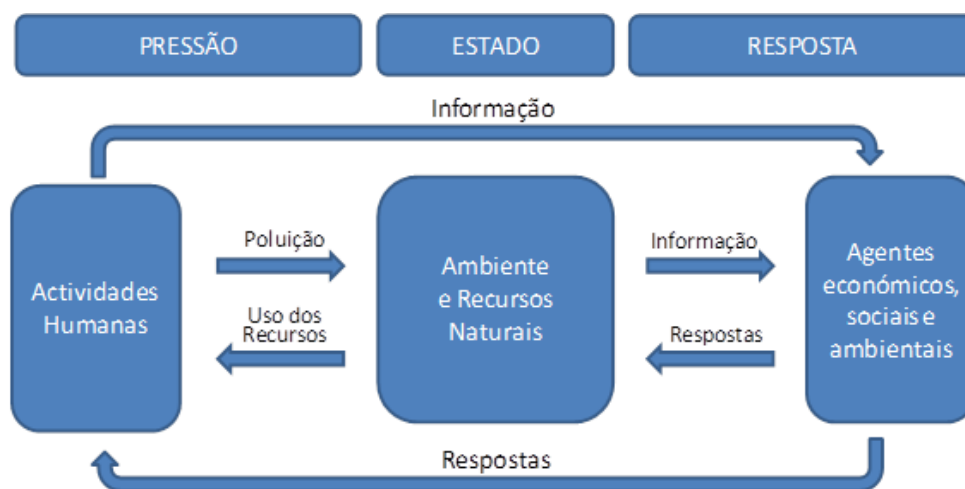 PRESSÃO
ESTADO
RESPOSTA
Informação
Actividades
Humanas
Poluição
Uso dos
Recursos
Ambiente
e Recursos
Naturais
Informação
Respostas
Agentes
económicos,
sociais e
ambientais
Respostas